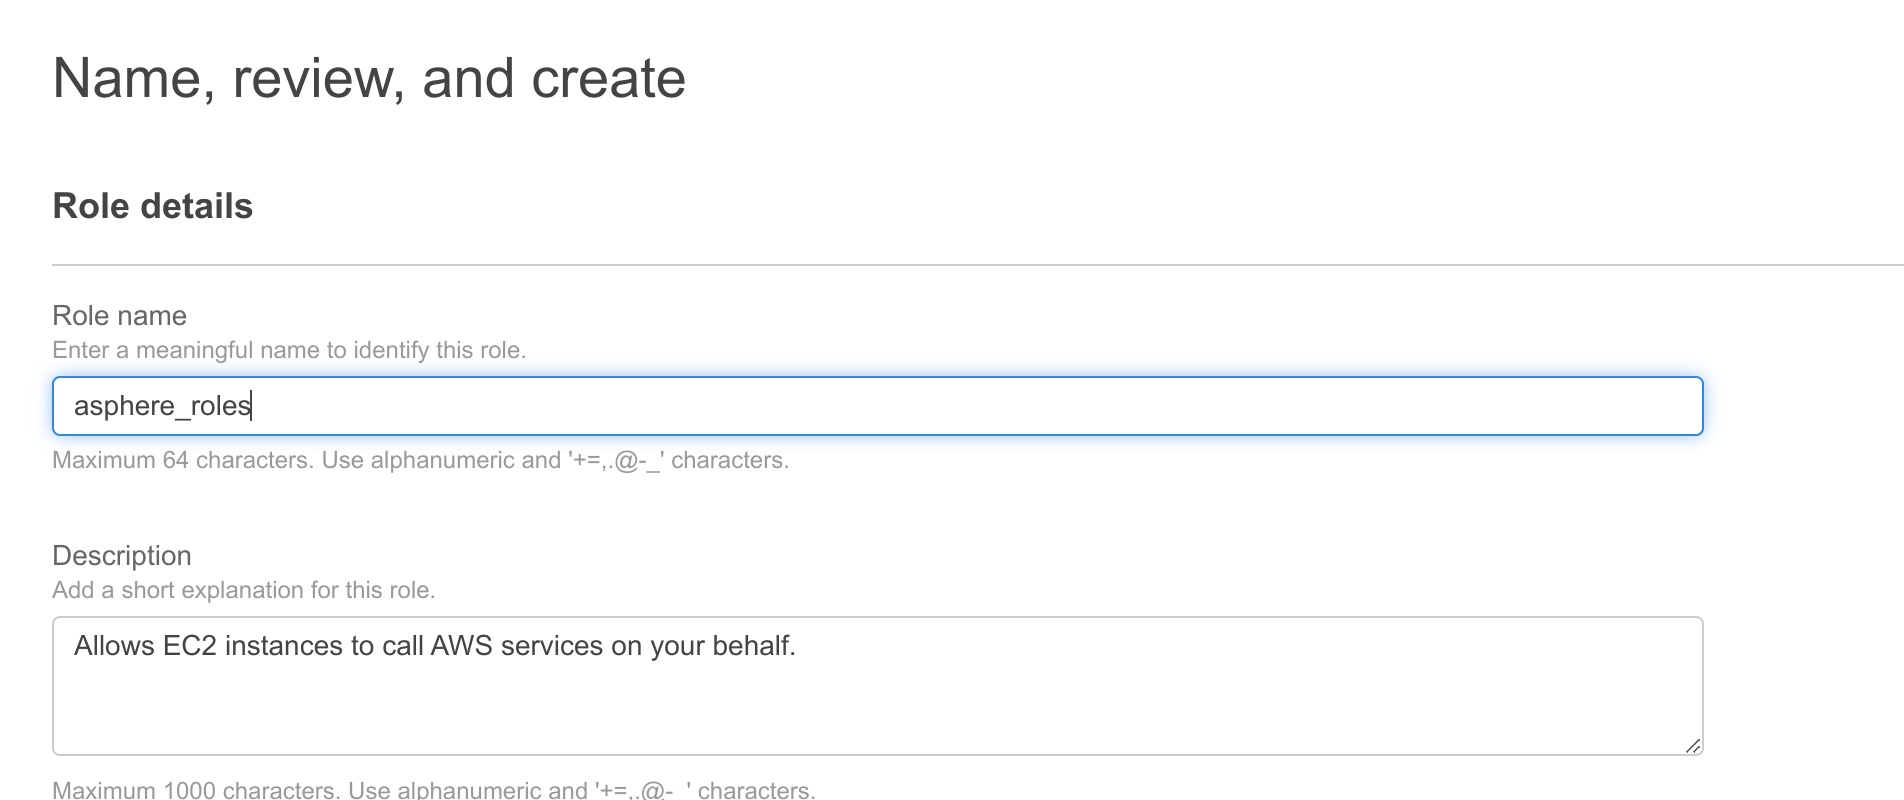 Name, review, and create
Role details
Role name
Enter a meaningful name to identify this role.
asphere_roles
Maximum 64 characters. Use alphanumeric and '+=,.@-_' characters.
Description
Add a short explanation for this role.
Allows EC2 instances to call AWS services on your behalf.
Maximum 1000 characters. Use alphanumeric and '+=,.@-_' characters.